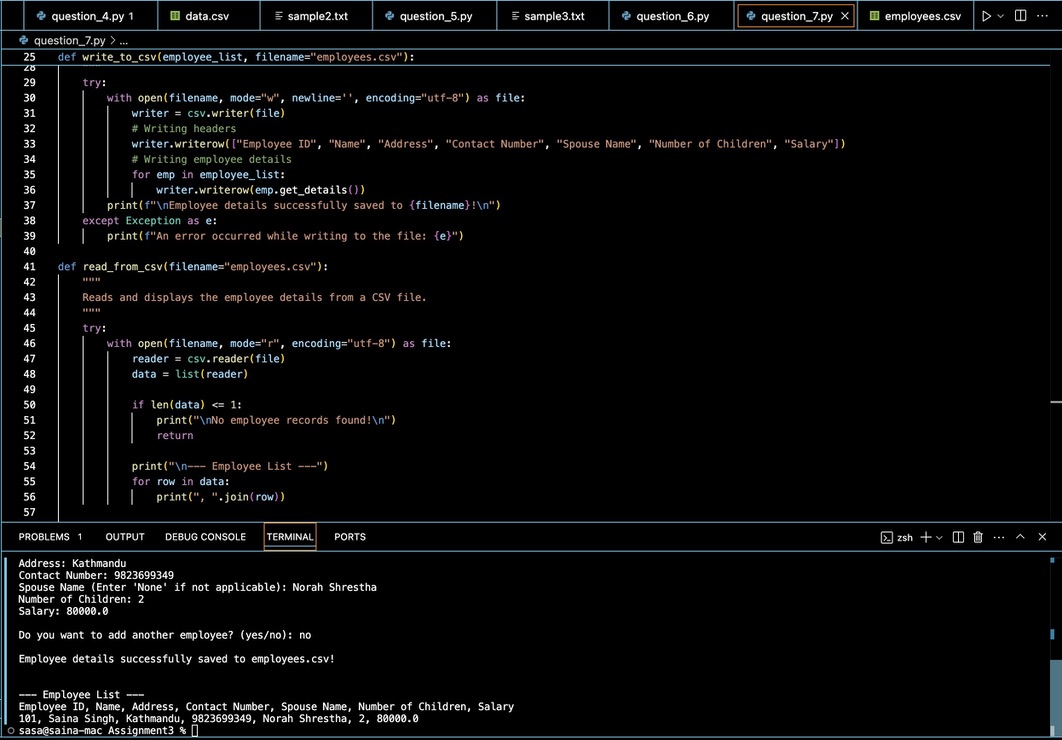 question_4.py 1 data.csv sample2.txt question_5.py sample3.txt question_6.py question_7.py employees.csv
question_7.py > ...
25 def write_to_csv(employee_list, filename="employees.csv"):
28
29 try:
30 with open(filename, mode="w", newline='', encoding="utf-8") as file:
31 writer = csv.writer(file)
32 # Writing headers
33 writer.writerow(["Employee ID", "Name", "Address", "Contact Number", "Spouse Name", "Number of Children", "Salary"])
34 # Writing employee details
35 for emp in employee_list:
36 writer.writerow(emp.get_details())
37 print(f"\nEmployee details successfully saved to {filename}!\n")
38 except Exception as e:
39 print(f"An error occurred while writing to the file: {e}")
40
41 def read_from_csv(filename="employees.csv"):
42 """
43 Reads and displays the employee details from a CSV file.
44 """
45 try:
46 with open(filename, mode="r", encoding="utf-8") as file:
47 reader = csv.reader(file)
48 data = list(reader)
49
50 if len(data) <= 1:
51 print("\nNo employee records found!\n")
52 return
53
54 print("\n--- Employee List ---")
55 for row in data:
56 print(", ".join(row))
57
PROBLEMS 1 OUTPUT DEBUG CONSOLE TERMINAL PORTS zsh
Address: Kathmandu
Contact Number: 9823699349
Spouse Name (Enter 'None' if not applicable): Norah Shrestha
Number of Children: 2
Salary: 80000.0
Do you want to add another employee? (yes/no): no
Employee details successfully saved to employees.csv!
--- Employee List ---
Employee ID, Name, Address, Contact Number, Spouse Name, Number of Children, Salary
101, Saina Singh, Kathmandu, 9823699349, Norah Shrestha, 2, 80000.0
sasa@saina-mac Assignment3 %